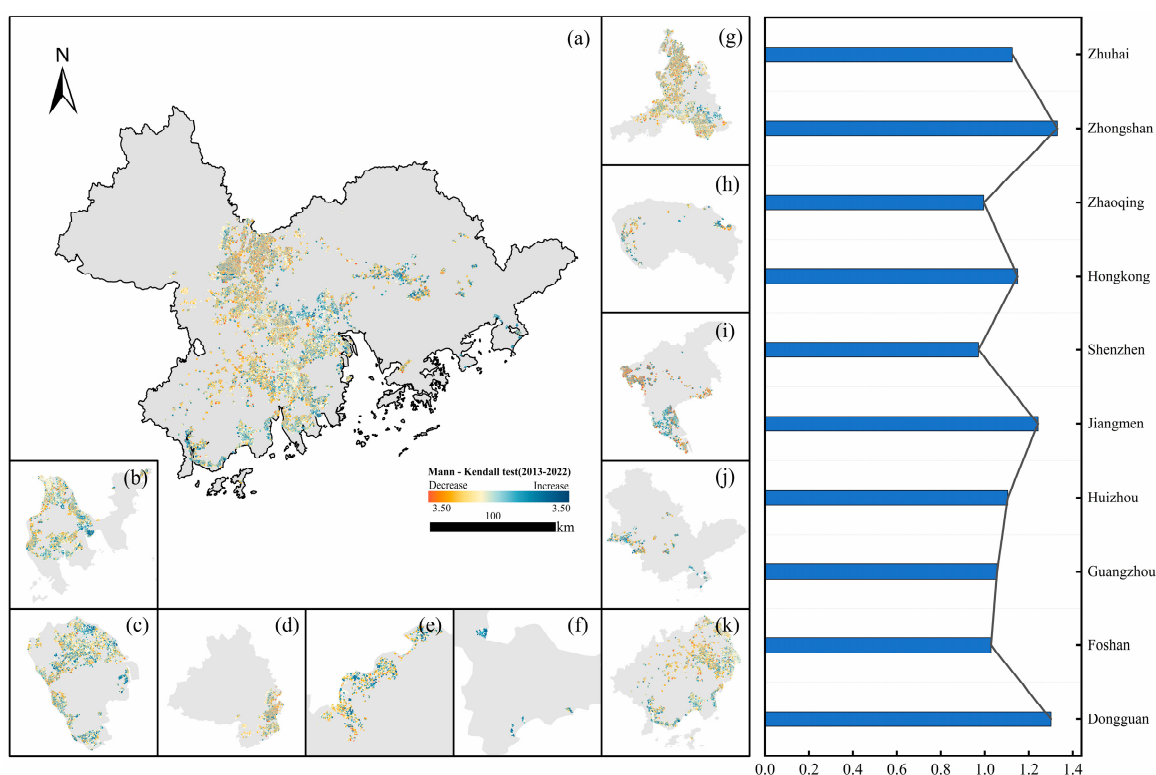 (a)
N
(g)
(h)
(i)
Mann - Kendall test(2013-2022)
Decrease Increase
3.50 3.50
100
km
(b)
(j)
(c)
(d)
(e)
(f)
(k)
Zhuhai
Zhongshan
Zhaoqing
Hongkong
Shenzhen
Jiangmen
Huizhou
Guangzhou
Foshan
Dongguan
0.0 0.2 0.4 0.6 0.8 1.0 1.2 1.4